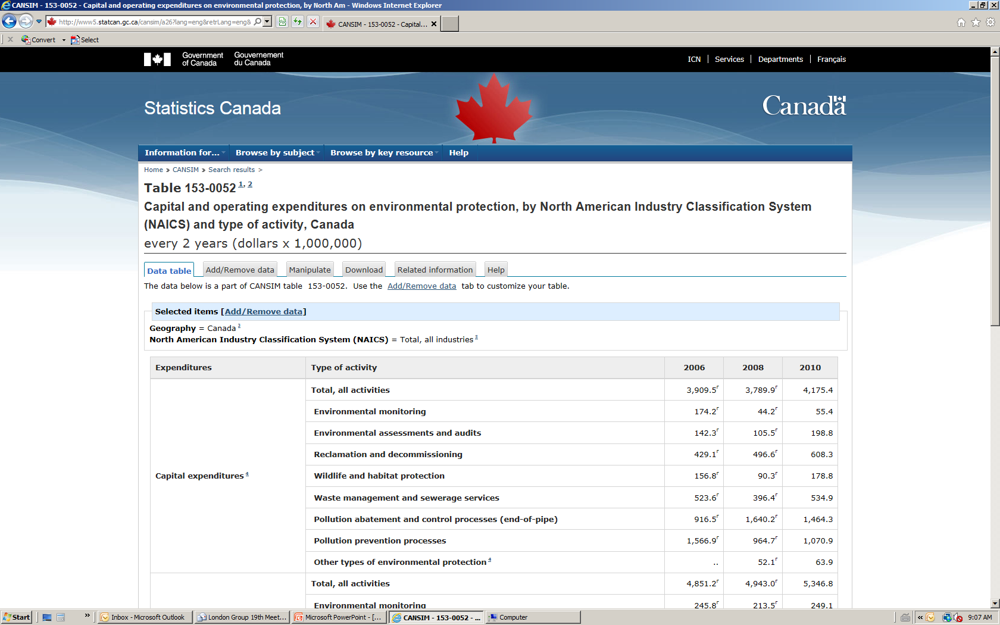 CANSIM - 153-0052 - Capital and operating expenditures on environmental protection, by North Am - Windows Internet Explorer
http://www5.statcan.gc.ca/cansim/a26?lang=eng&retrLang=eng&
CANSIM - 153-0052 - Capital...
Convert Select
Government of Canada
Gouvernement du Canada
ICN Services Departments Français
Statistics Canada
Canada
Information for... Browse by subject Browse by key resource Help
Home » CANSIM » Search results >
Table 153-0052 1, 2
Capital and operating expenditures on environmental protection, by North American Industry Classification System
(NAICS) and type of activity, Canada
every 2 years (dollars x 1,000,000)
Data table Add/Remove data Manipulate Download Related information Help
The data below is a part of CANSIM table 153-0052. Use the Add/Remove data tab to customize your table.
Selected items [Add/Remove data]
Geography = Canada 3
North American Industry Classification System (NAICS) = Total, all industries 5
Expenditures Type of activity 2006 2008 2010
Total, all activities 3,909.5r 3,789.9r 4,175.4
Environmental monitoring 174.2r 44.2r 55.4
Environmental assessments and audits 142.3r 105.5r 198.8
Reclamation and decommissioning 429.1r 496.6r 608.3
Capital expenditures 4 Wildlife and habitat protection 156.8r 90.3r 178.8
Waste management and sewerage services 523.6r 396.4r 534.9
Pollution abatement and control processes (end-of-pipe) 916.5r 1,640.2r 1,464.3
Pollution prevention processes 1,566.9r 964.7r 1,070.9
Other types of environmental protection 4 .. 52.1r 63.9
Total, all activities 4,851.2r 4,943.0r 5,346.8
Environmental monitoring 245.8r 213.5r 249.1
Start » Inbox - Microsoft Outlook London Group 19th Meet... Microsoft PowerPoint - [... CANSIM - 153-0052 - ... Computer « 9:07 AM